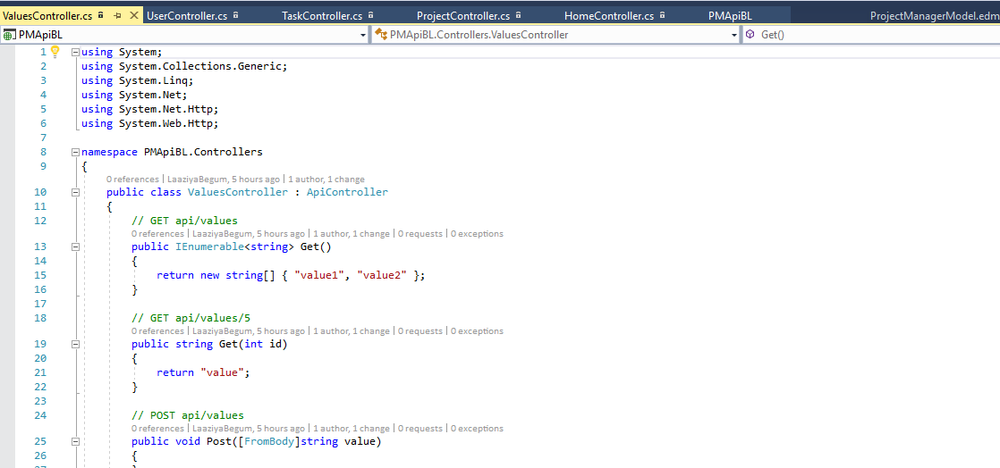 ValuesController.cs UserController.cs TaskController.cs ProjectController.cs HomeController.cs PMApiBL ProjectManagerModel.edm
PMApiBL PMApiBL.Controllers.ValuesController Get()
1 using System;
2 using System.Collections.Generic;
3 using System.Linq;
4 using System.Net;
5 using System.Net.Http;
6 using System.Web.Http;
7
8 namespace PMApiBL.Controllers
9 {
0 references | LaaziyaBegum, 5 hours ago | 1 author, 1 change
10 public class ValuesController : ApiController
11 {
12 // GET api/values
0 references | LaaziyaBegum, 5 hours ago | 1 author, 1 change | 0 requests | 0 exceptions
13 public IEnumerable<string> Get()
14 {
15 return new string[] { "value1", "value2" };
16 }
17
18 // GET api/values/5
0 references | LaaziyaBegum, 5 hours ago | 1 author, 1 change | 0 requests | 0 exceptions
19 public string Get(int id)
20 {
21 return "value";
22 }
23
24 // POST api/values
0 references | LaaziyaBegum, 5 hours ago | 1 author, 1 change | 0 requests | 0 exceptions
25 public void Post([FromBody]string value)
26 {